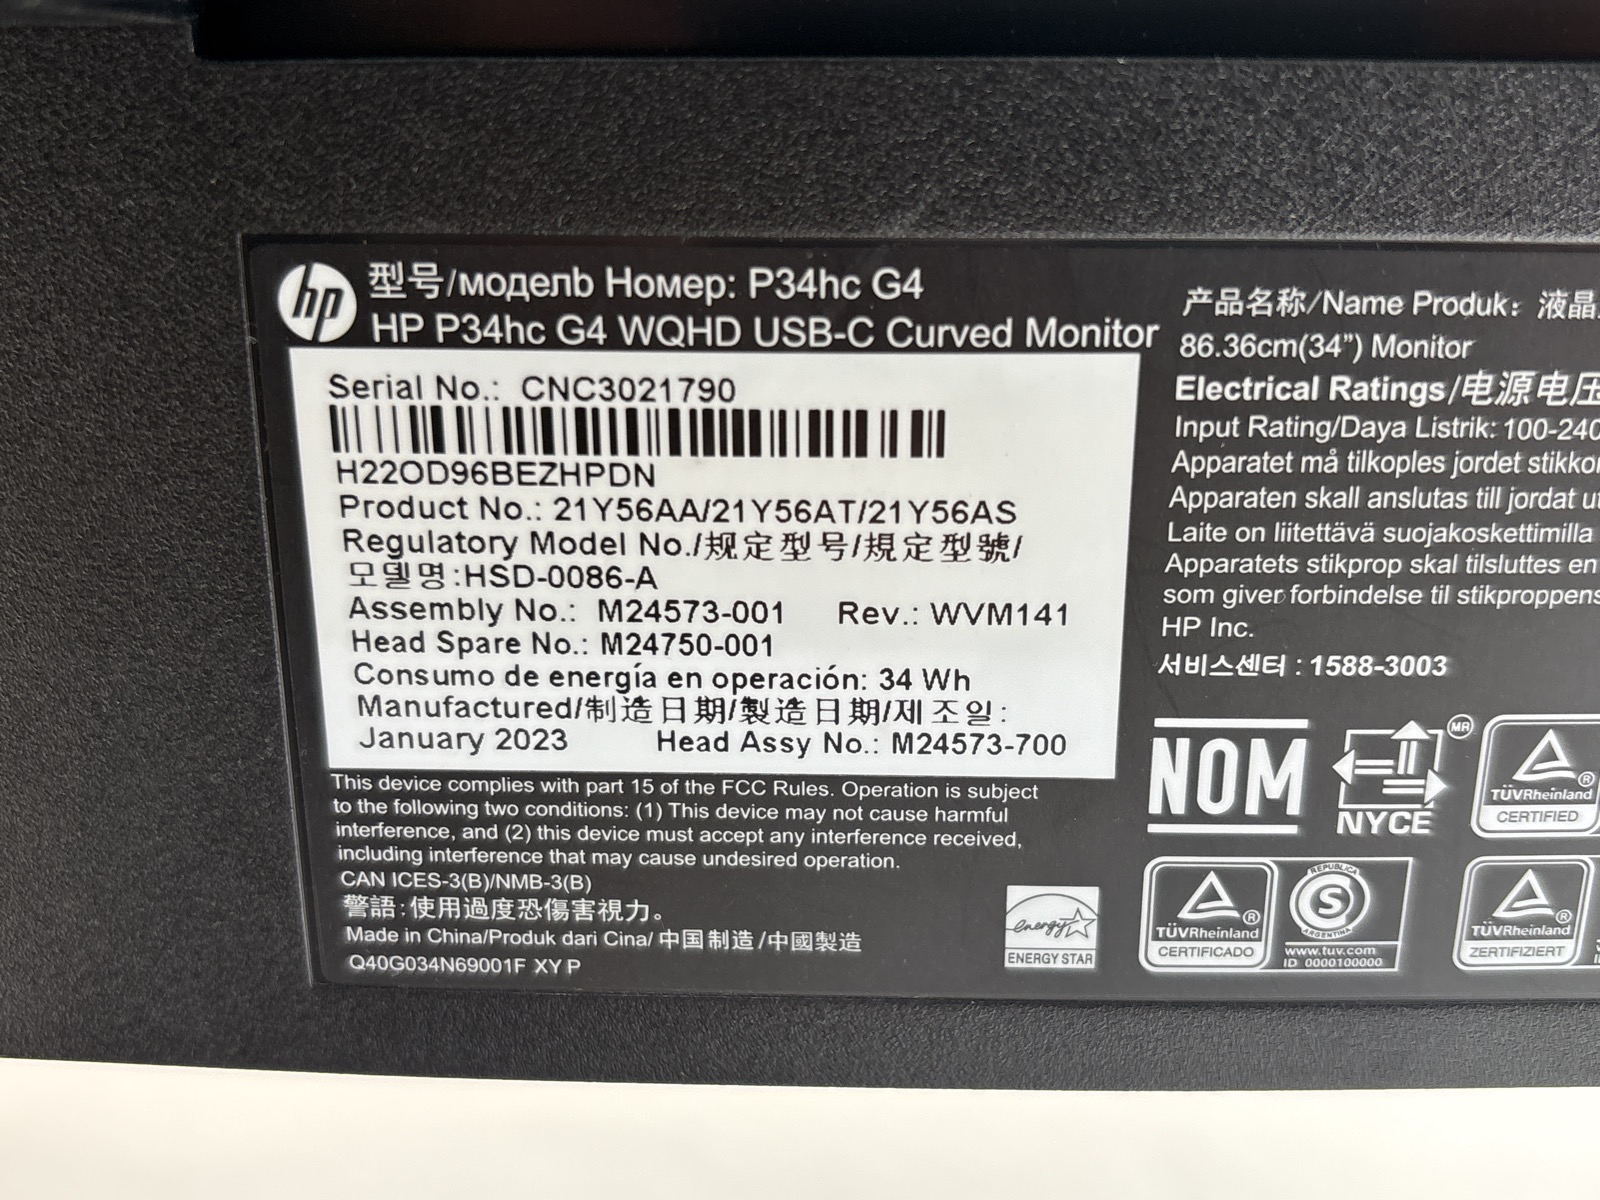 hp
型号/модель Номер: P34hc G4
HP P34hc G4 WQHD USB-C Curved Monitor
Serial No.: CNC3021790
H22OD96BEZHPDN
Product No.: 21Y56AA/21Y56AT/21Y56AS
Regulatory Model No./规定型号/規定型號/
모델명:HSD-0086-A
Assembly No.: M24573-001 Rev.: WVM141
Head Spare No.: M24750-001
Consumo de energía en operación: 34 Wh
Manufactured/制造日期/製造日期/제조일:
January 2023 Head Assy No.: M24573-700
This device complies with part 15 of the FCC Rules. Operation is subject
to the following two conditions: (1) This device may not cause harmful
interference, and (2) this device must accept any interference received,
including interference that may cause undesired operation.
CAN ICES-3(B)/NMB-3(B)
警語:使用過度恐傷害視力。
Made in China/Produk dari Cina/ 中国制造/中國製造
Q40G034N69001F XY P
energy
ENERGY STAR
产品名称/Name Produk: 液晶
86.36cm(34”) Monitor
Electrical Ratings/电源电压
Input Rating/Daya Listrik: 100-240
Apparatet må tilkoples jordet
Apparaten skall anslutas till jordat
Laite on liitettävä suojakoskettimilla
Apparatets stikprop skal tilsluttes en
som giver forbindelse til
HP Inc.
서비스센터 : 1588-3003
NOM
NYCE
MR
TÜVRheinland
CERTIFIED
TÜVRheinland
CERTIFICADO
REPUBLICA
S
ARGENTINA
www.tuv.com
ID 0000100000
TÜVRheinland
ZERTIFIZIERT